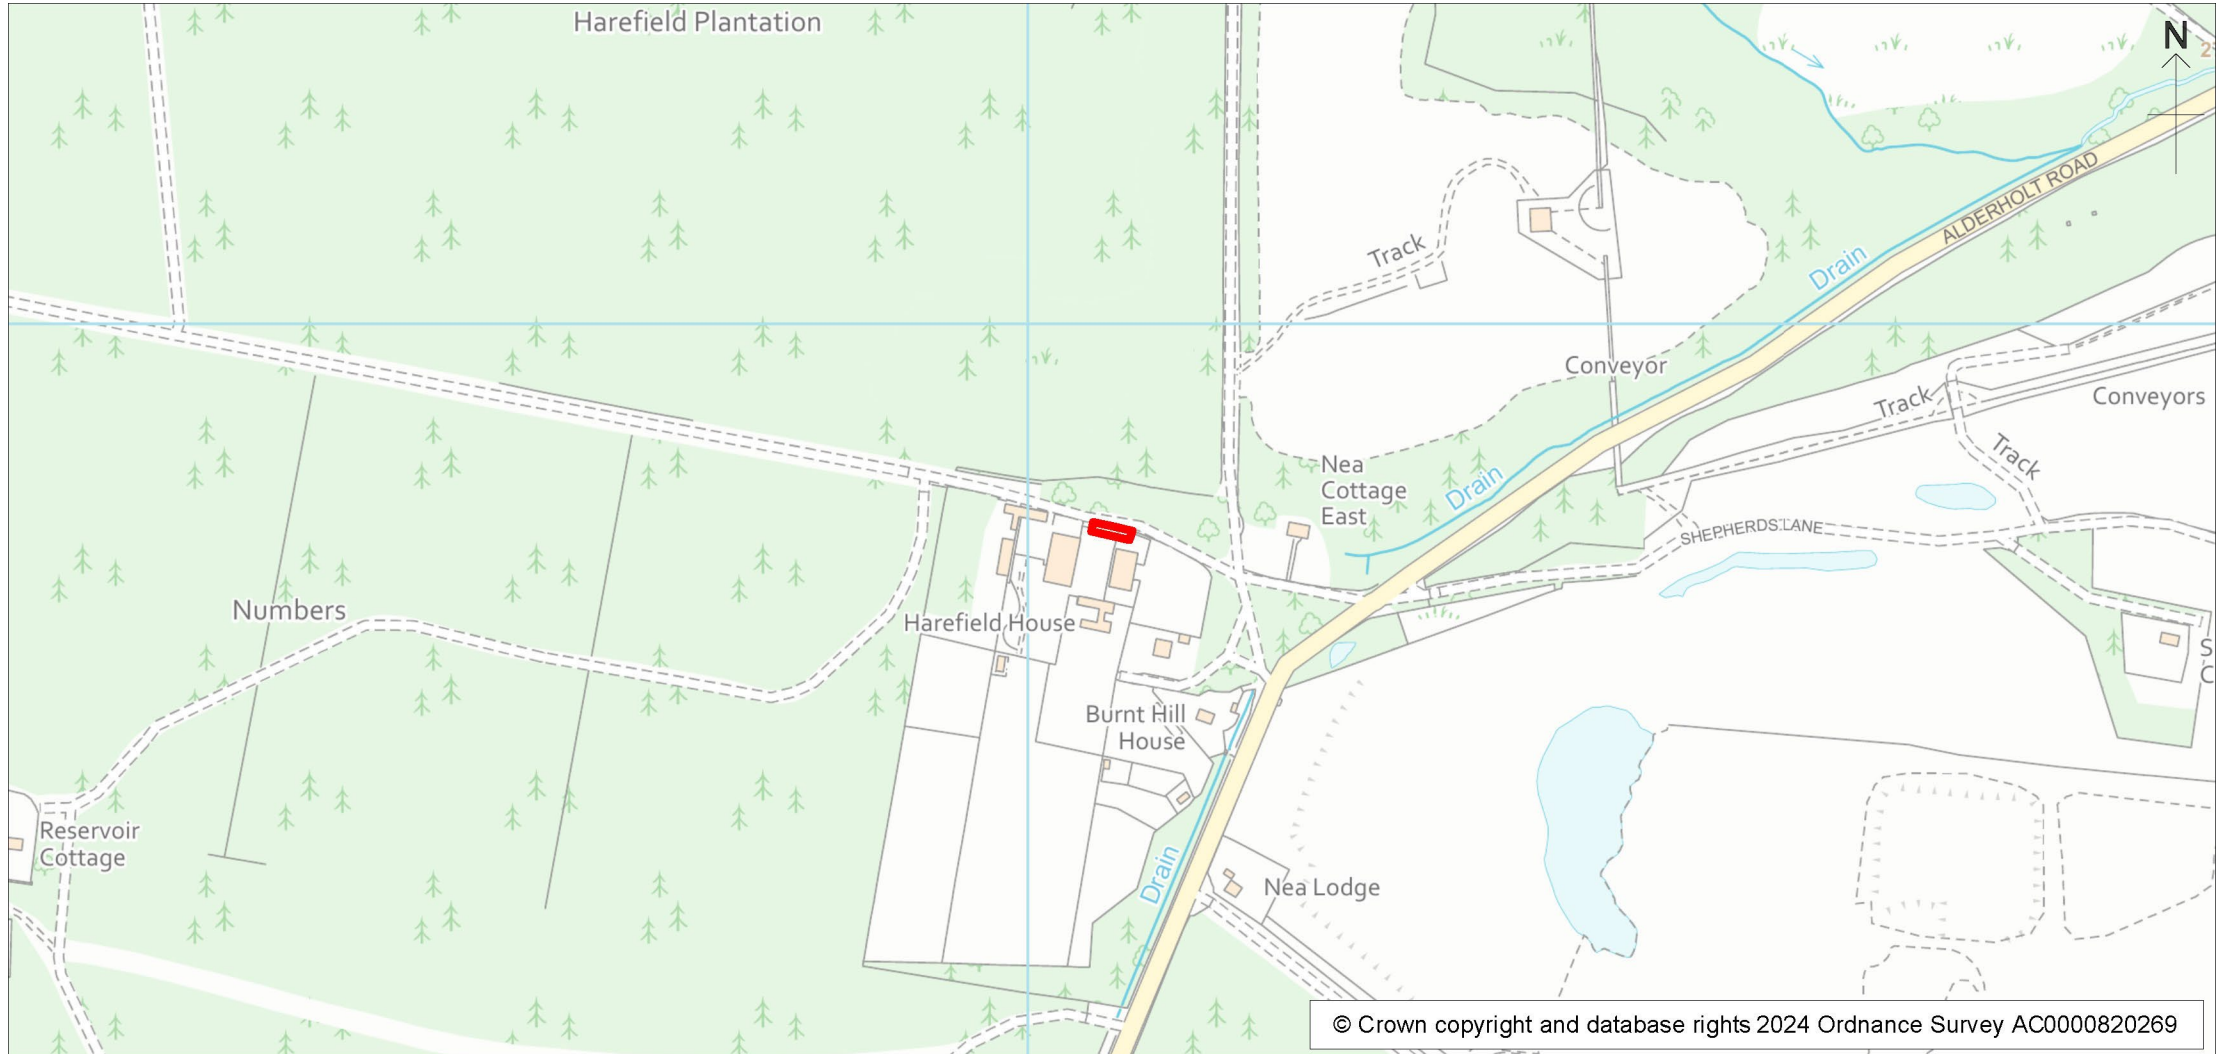 Harefield Plantation
N
2
ALDERHOLT ROAD
Track
Drain
Conveyor
Track
Conveyors
Nea
Cottage
East
Drain
Track
SHEPHERDS LANE
Numbers
Harefield House
S
C
Burnt Hill
House
Reservoir
Cottage
Drain
Nea Lodge
© Crown copyright and database rights 2024 Ordnance Survey AC0000820269